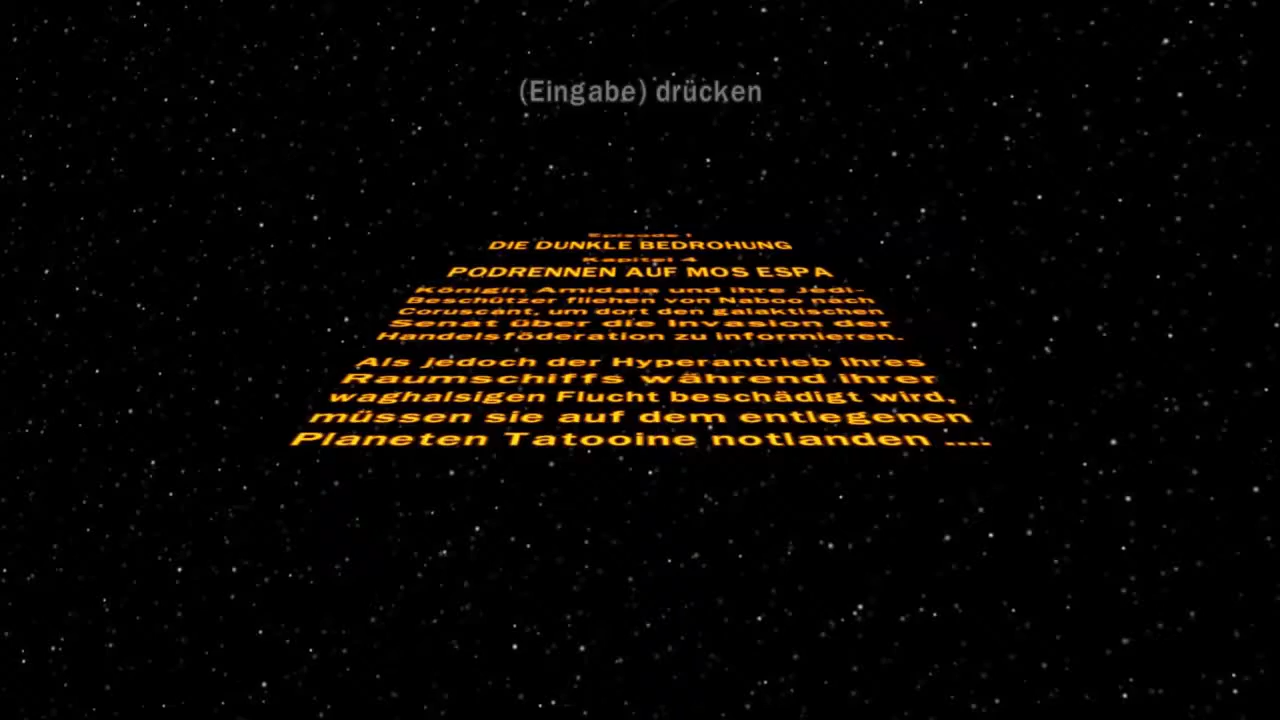 (Eingabe) drücken
Episode I
DIE DUNKLE BEDROHUNG
Kapitel 4
PODRENNEN AUF MOS ESPA
Königin Amidala und ihre Jedi-
Beschützer fliehen von Naboo nach
Coruscant, um dort den galaktischen
Senat über die Invasion der
Handelsföderation zu informieren.
Als jedoch der Hyperantrieb ihres
Raumschiffs während ihrer
waghalsigen Flucht beschädigt wird,
müssen sie auf dem entlegenen
Planeten Tatooine notlanden ....